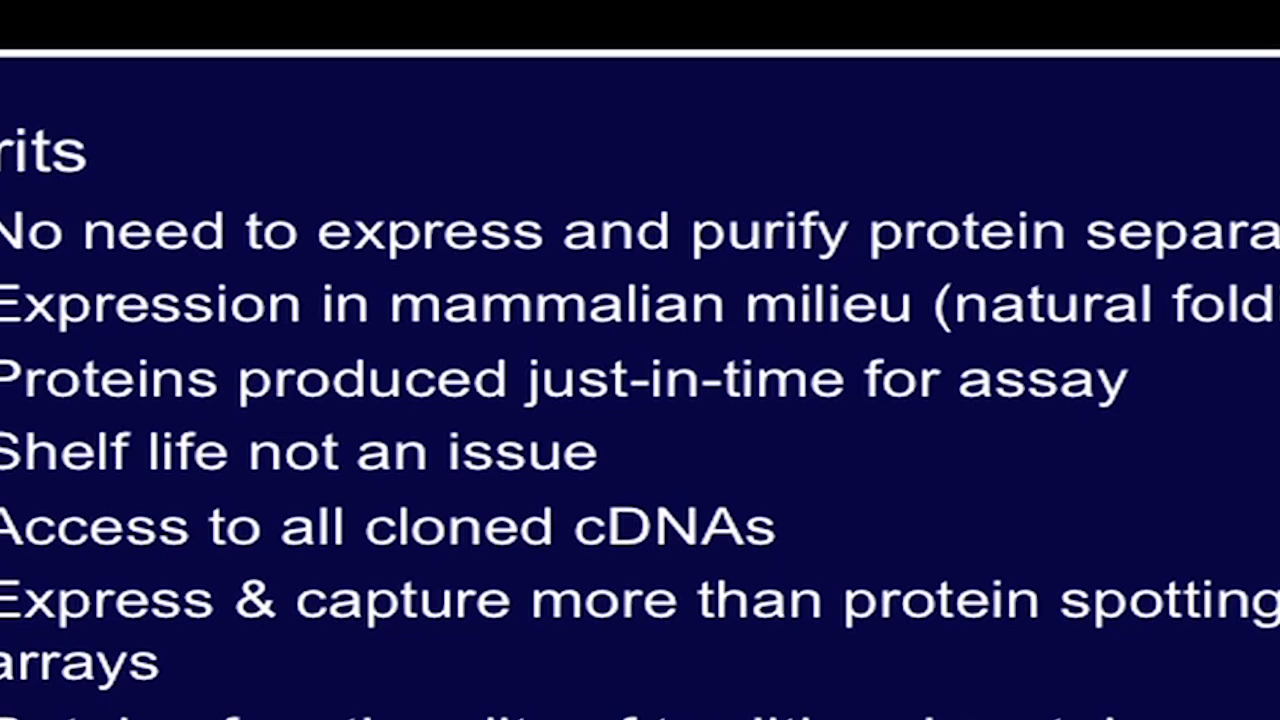 rits
No need to express and purify protein separa
Expression in mammalian milieu (natural fold
Proteins produced just-in-time for assay
Shelf life not an issue
Access to all cloned cDNAs
Express & capture more than protein spotting
arrays